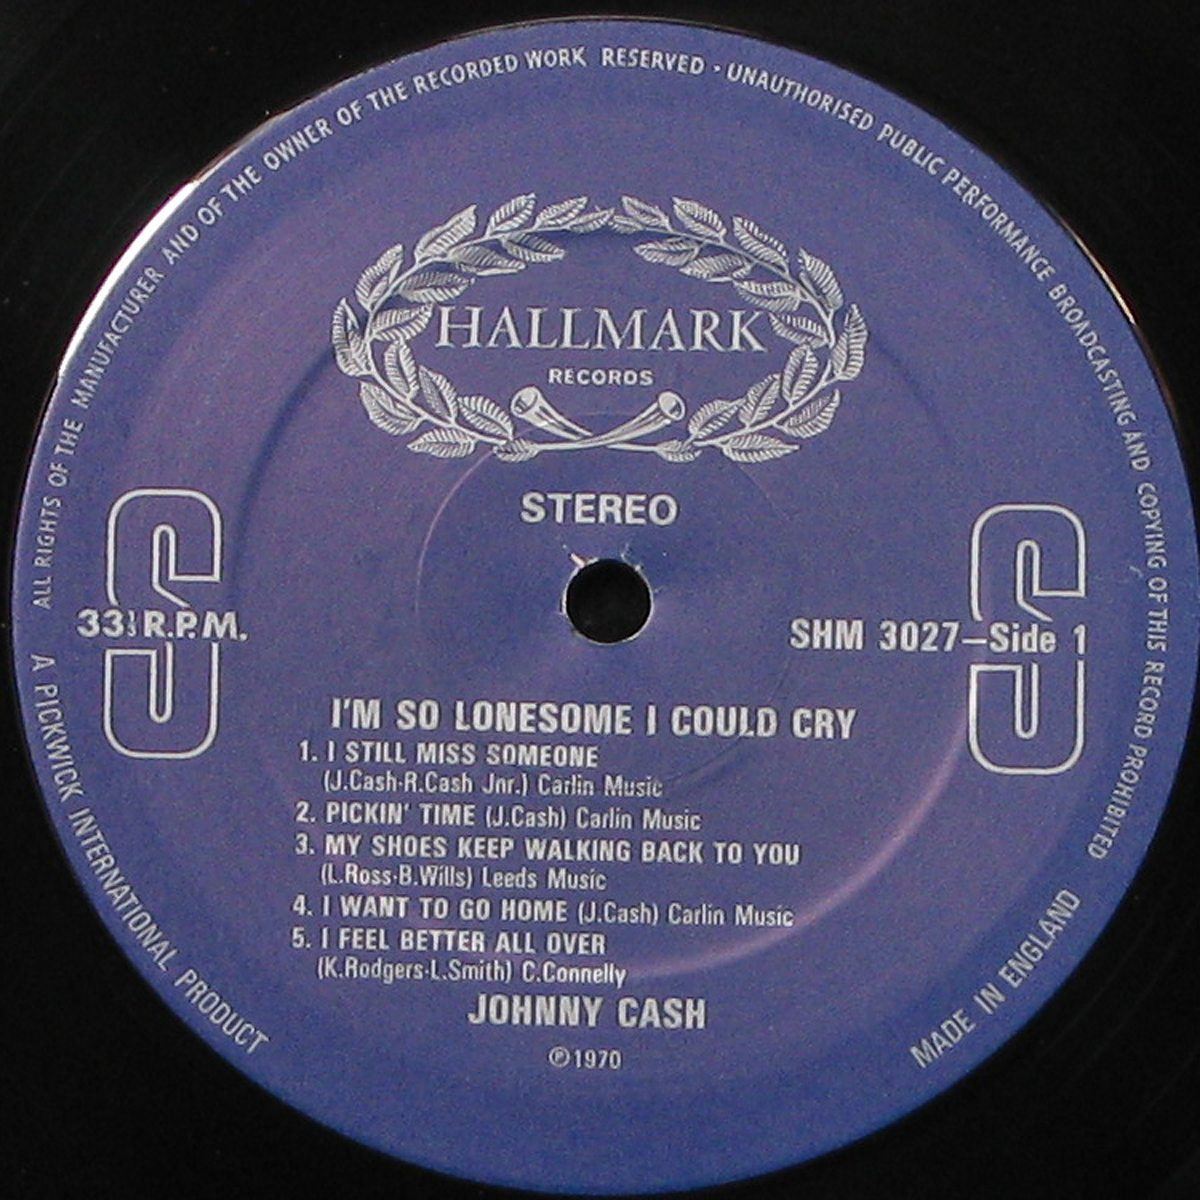 ALL RIGHTS OF THE MANUFACTURER AND OF THE OWNER OF THE RECORDED WORK RESERVED · UNAUTHORISED PUBLIC PERFORMANCE BROADCASTING AND COPYING OF THIS RECORD PROHIBITED
HALLMARK
RECORDS
STEREO
S
33⅓ R.P.M.
S
SHM 3027–Side 1
I'M SO LONESOME I COULD CRY
1. I STILL MISS SOMEONE
(J.Cash·R.Cash Jnr.) Carlin Music
2. PICKIN' TIME (J.Cash) Carlin Music
3. MY SHOES KEEP WALKING BACK TO YOU
(L.Ross·B.Wills) Leeds Music
4. I WANT TO GO HOME (J.Cash) Carlin Music
5. I FEEL BETTER ALL OVER
(K.Rodgers·L.Smith) C.Connelly
JOHNNY CASH
℗1970
A PICKWICK INTERNATIONAL PRODUCT
MADE IN ENGLAND